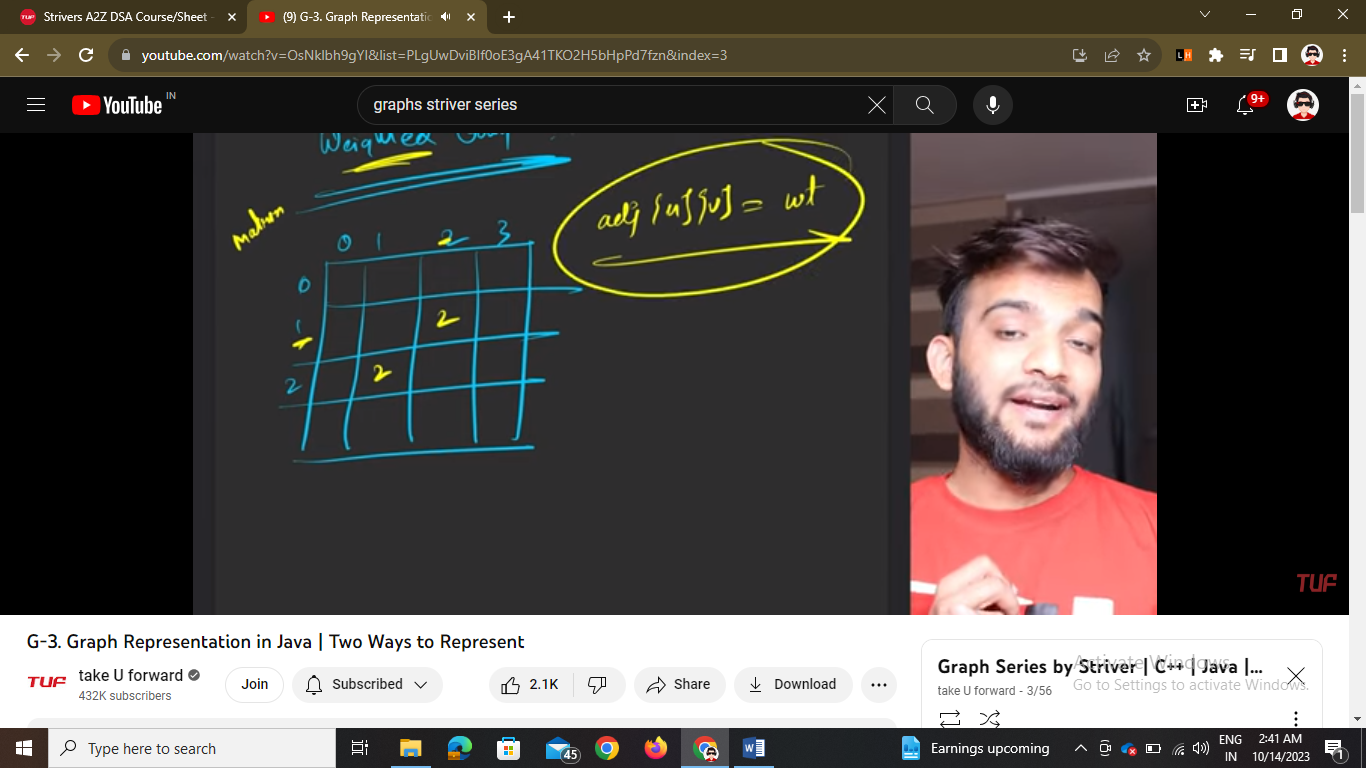 TUF Strivers A2Z DSA Course/Sheet -
(9) G-3. Graph Representatio
youtube.com/watch?v=OsNklbh9gYI&list=PLgUwDviBIf0oE3gA41TKO2H5bHpPd7fzn&index=3
LH
YouTube IN
graphs striver series
9+
Weighted Graph
adj [u][v] = wt
0 1 2 3
0
1 2
2 2
TUF
G-3. Graph Representation in Java | Two Ways to Represent
TUF take U forward
432K subscribers
Join
Subscribed
2.1K
Share
Download
Graph Series by Striver | C++ | Java |...
take U forward - 3/56
Activate Windows
Go to Settings to activate Windows.
Type here to search
45
Earnings upcoming
ENG
IN
2:41 AM
10/14/2023
1